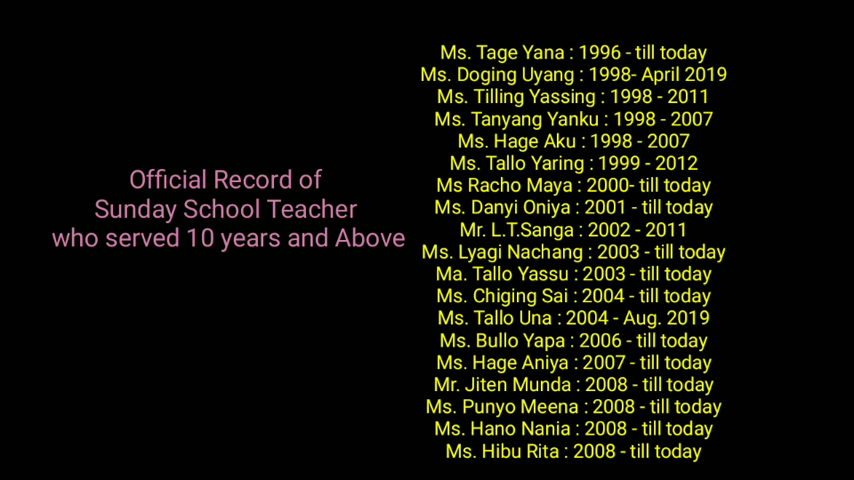 Official Record of
Sunday School Teacher
who served 10 years and Above
Ms. Tage Yana : 1996 - till today
Ms. Doging Uyang : 1998- April 2019
Ms. Tilling Yassing : 1998 - 2011
Ms. Tanyang Yanku : 1998 - 2007
Ms. Hage Aku : 1998 - 2007
Ms. Tallo Yaring : 1999 - 2012
Ms Racho Maya : 2000- till today
Ms. Danyi Oniya : 2001 - till today
Mr. L.T.Sanga : 2002 - 2011
Ms. Lyagi Nachang : 2003 - till today
Ma. Tallo Yassu : 2003 - till today
Ms. Chiging Sai : 2004 - till today
Ms. Tallo Una : 2004 - Aug. 2019
Ms. Bullo Yapa : 2006 - till today
Ms. Hage Aniya : 2007 - till today
Mr. Jiten Munda : 2008 - till today
Ms. Punyo Meena : 2008 - till today
Ms. Hano Nania : 2008 - till today
Ms. Hibu Rita : 2008 - till today